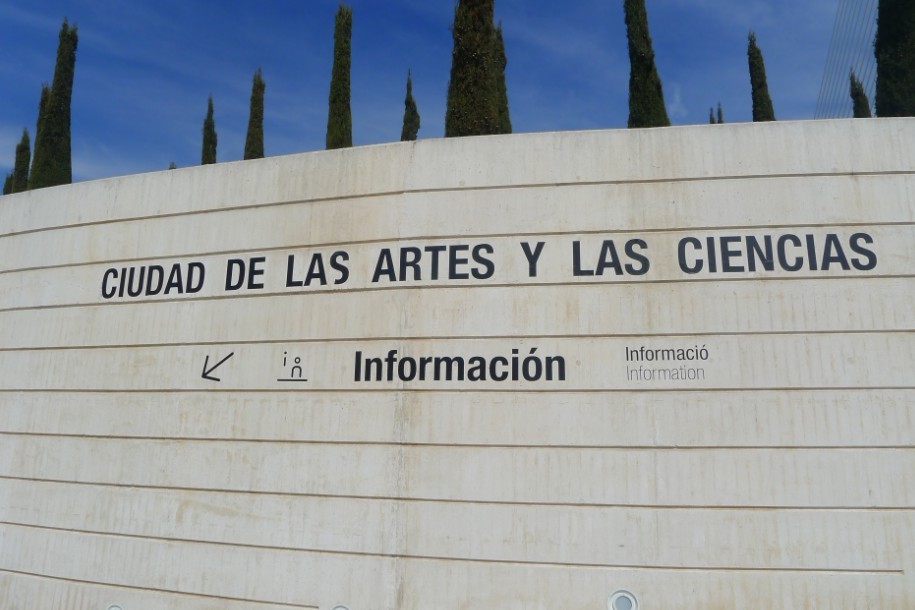 CIUDAD DE LAS ARTES Y LAS CIENCIAS
i Información
Informació
Information